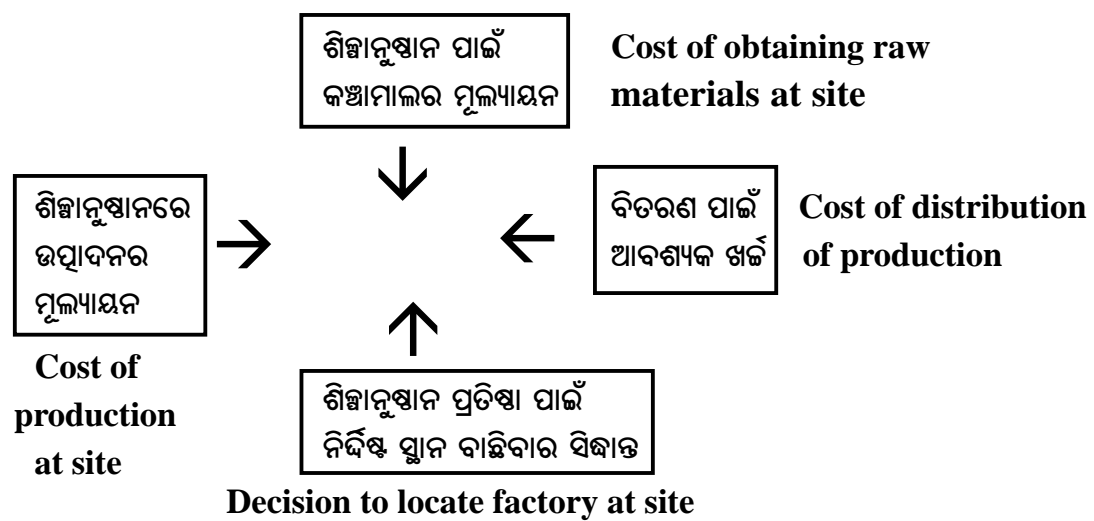 ଶିଳ୍ପାନୁଷ୍ଠାନ ପାଇଁ
କଞ୍ଚାମାଲର ମୂଲ୍ୟାୟନ
Cost of obtaining raw
materials at site
ଶିଳ୍ପାନୁଷ୍ଠାନରେ
ଉତ୍ପାଦନର
ମୂଲ୍ୟାୟନ
Cost of
production
at site
ବିତରଣ ପାଇଁ
ଆବଶ୍ୟକ ଖର୍ଚ୍ଚ
Cost of distribution
of production
ଶିଳ୍ପାନୁଷ୍ଠାନ ପ୍ରତିଷ୍ଠା ପାଇଁ
ନିର୍ଦ୍ଦିଷ୍ଟ ସ୍ଥାନ ବାଛିବାର ସିଦ୍ଧାନ୍ତ
Decision to locate factory at site